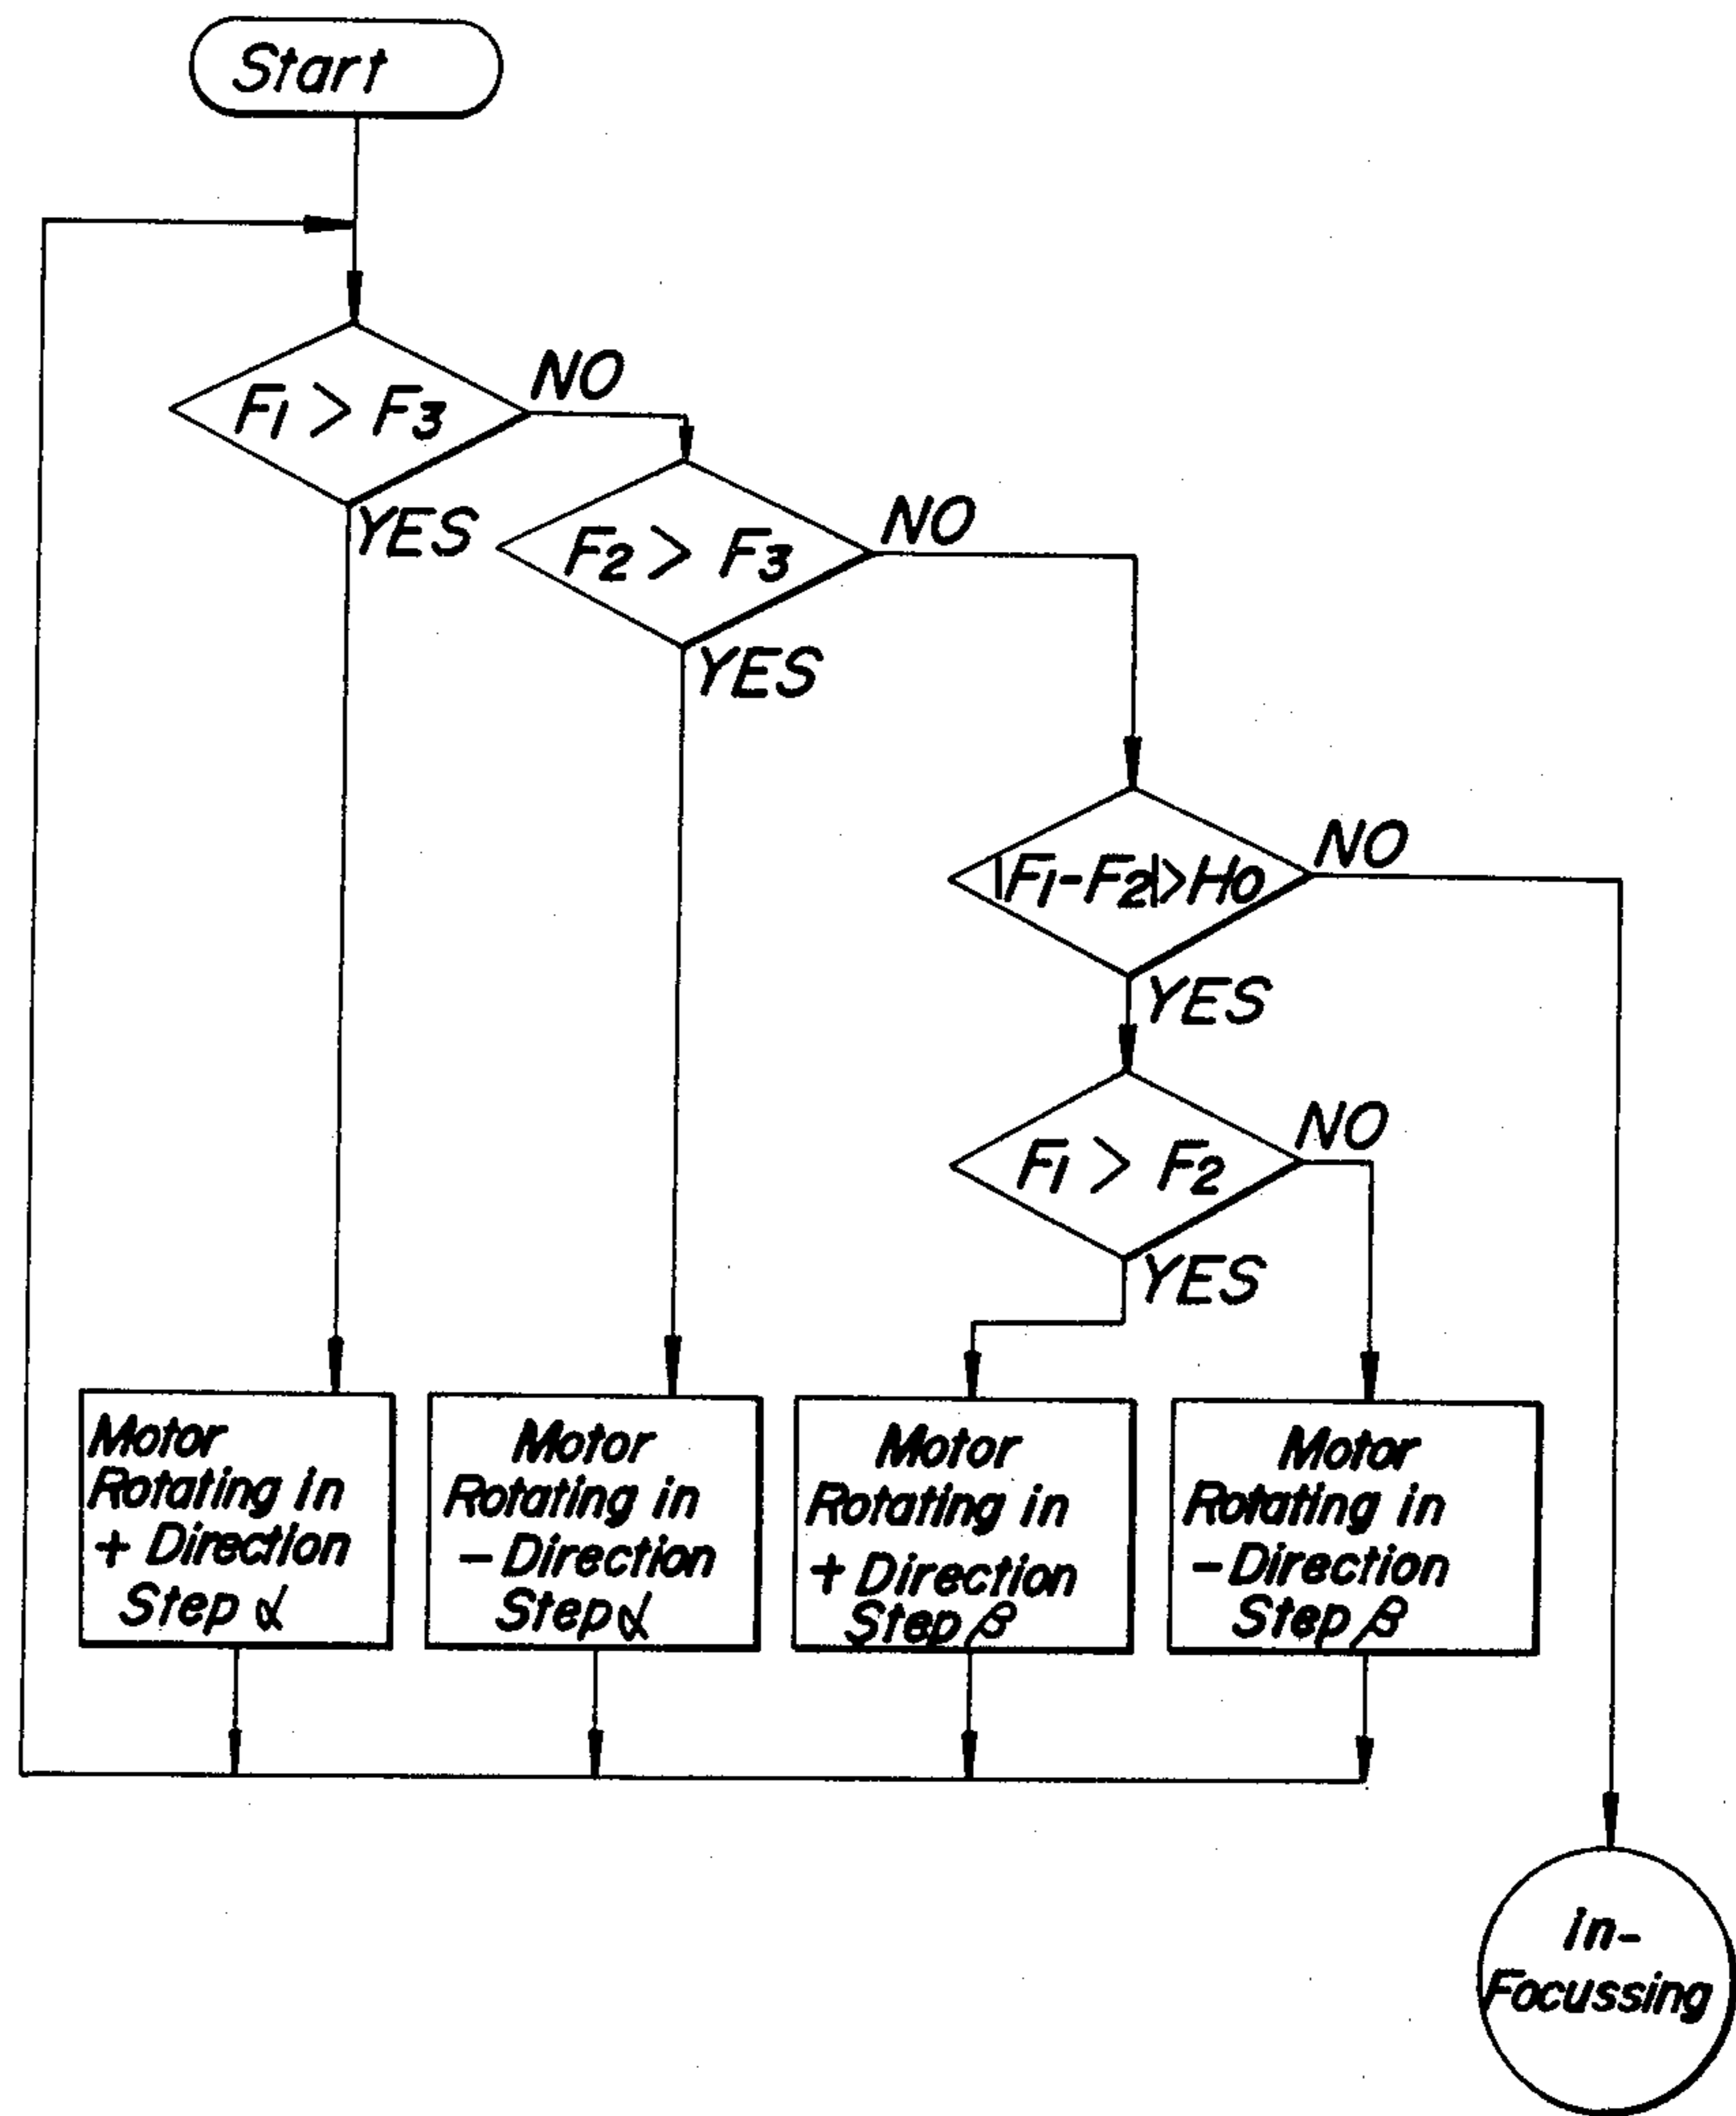 Start
F1 > F3
NO
YES
F2 > F3
NO
YES
|F1-F2|>H0
NO
YES
F1 > F2
NO
YES
Motor
Rotating in
+ Direction
Step α
Motor
Rotating in
- Direction
Step α
Motor
Rotating in
+ Direction
Step β
Motor
Rotating in
- Direction
Step β
in-
Focussing